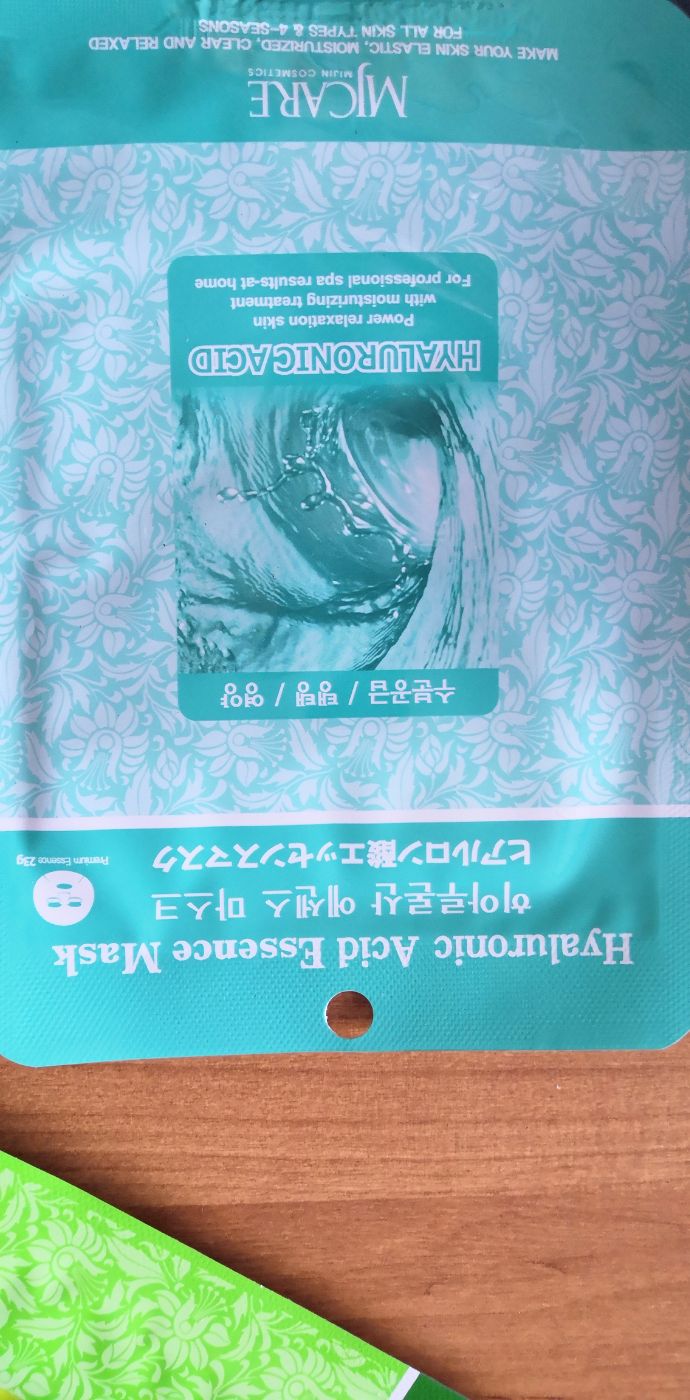 Hyaluronic Acid Essence Mask
히아루론산 에센스 마스크
ヒアルロン酸エッセンスマスク
Premium Essence 23g
수분공급 / 탱탱 / 영양
HYALURONIC ACID
Power relaxation skin
with moisturizing treatment
For professional spa results-at home
MJCARE
MIJIN COSMETICS
MAKE YOUR SKIN ELASTIC, MOISTURIZED, CLEAR AND RELAXED
FOR ALL SKIN TYPES & 4-SEASONS